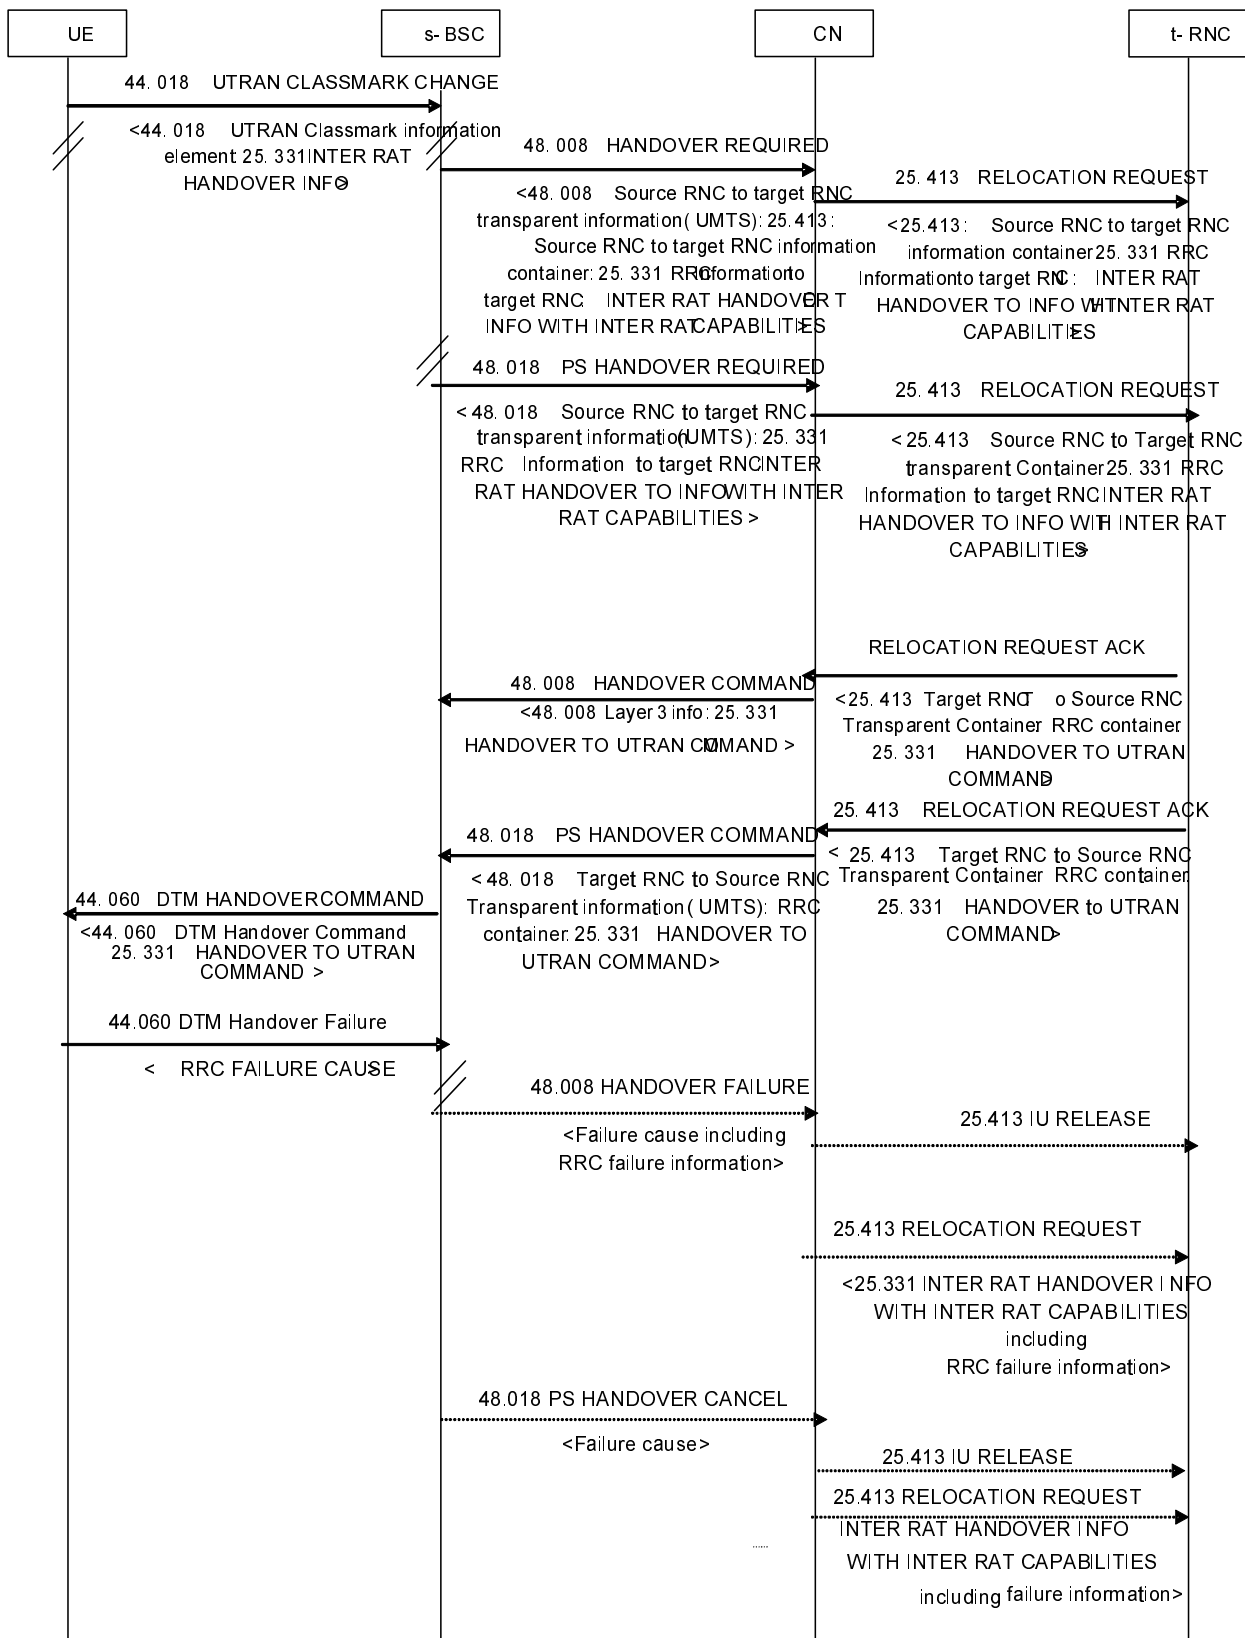 UE
s- BSC
CN
t- RNC
44. 018 UTRAN CLASSMARK CHANGE
<44. 018 UTRAN Classmark information
element: 25. 331 INTER RAT
HANDOVER INFO>
48. 008 HANDOVER REQUIRED
<48. 008 Source RNC to target RNC
transparent information ( UMTS): 25.413:
Source RNC to target RNC information
container: 25. 331 RRC Information to
target RNC: INTER RAT HANDOVER T
INFO WITH INTER RAT CAPABILITIES>
25. 413 RELOCATION REQUEST
<25.413: Source RNC to target RNC
information container 25. 331 RRC
Information to target RNC: INTER RAT
HANDOVER TO INFO WITH INTER RAT
CAPABILITIES>
48. 018 PS HANDOVER REQUIRED
< 48. 018 Source RNC to target RNC
transparent information (UMTS): 25. 331
RRC Information to target RNC INTER
RAT HANDOVER TO INFO WITH INTER
RAT CAPABILITIES >
25. 413 RELOCATION REQUEST
< 25.413 Source RNC to Target RNC
transparent Container 25. 331 RRC
Information to target RNC: INTER RAT
HANDOVER TO INFO WITH INTER RAT
CAPABILITIES>
RELOCATION REQUEST ACK
<25. 413 Target RNC To Source RNC
Transparent Container RRC container:
25. 331 HANDOVER TO UTRAN
COMMAND>
48. 008 HANDOVER COMMAND
<48. 008 Layer 3 info: 25. 331
HANDOVER TO UTRAN COMMAND >
25. 413 RELOCATION REQUEST ACK
< 25. 413 Target RNC to Source RNC
Transparent Container RRC container:
25. 331 HANDOVER to UTRAN
COMMAND>
48. 018 PS HANDOVER COMMAND
< 48. 018 Target RNC to Source RNC
Transparent information ( UMTS): RRC
container: 25. 331 HANDOVER TO
UTRAN COMMAND>
44. 060 DTM HANDOVER COMMAND
<44. 060 DTM Handover Command
25. 331 HANDOVER TO UTRAN
COMMAND >
44.060 DTM Handover Failure
< RRC FAILURE CAUSE>
48.008 HANDOVER FAILURE
<Failure cause including
RRC failure information>
25.413 IU RELEASE
25.413 RELOCATION REQUEST
<25.331 INTER RAT HANDOVER INFO
WITH INTER RAT CAPABILITIES
including
RRC failure information>
48.018 PS HANDOVER CANCEL
<Failure cause>
25.413 IU RELEASE
25.413 RELOCATION REQUEST
INTER RAT HANDOVER INFO
WITH INTER RAT CAPABILITIES
including failure information>